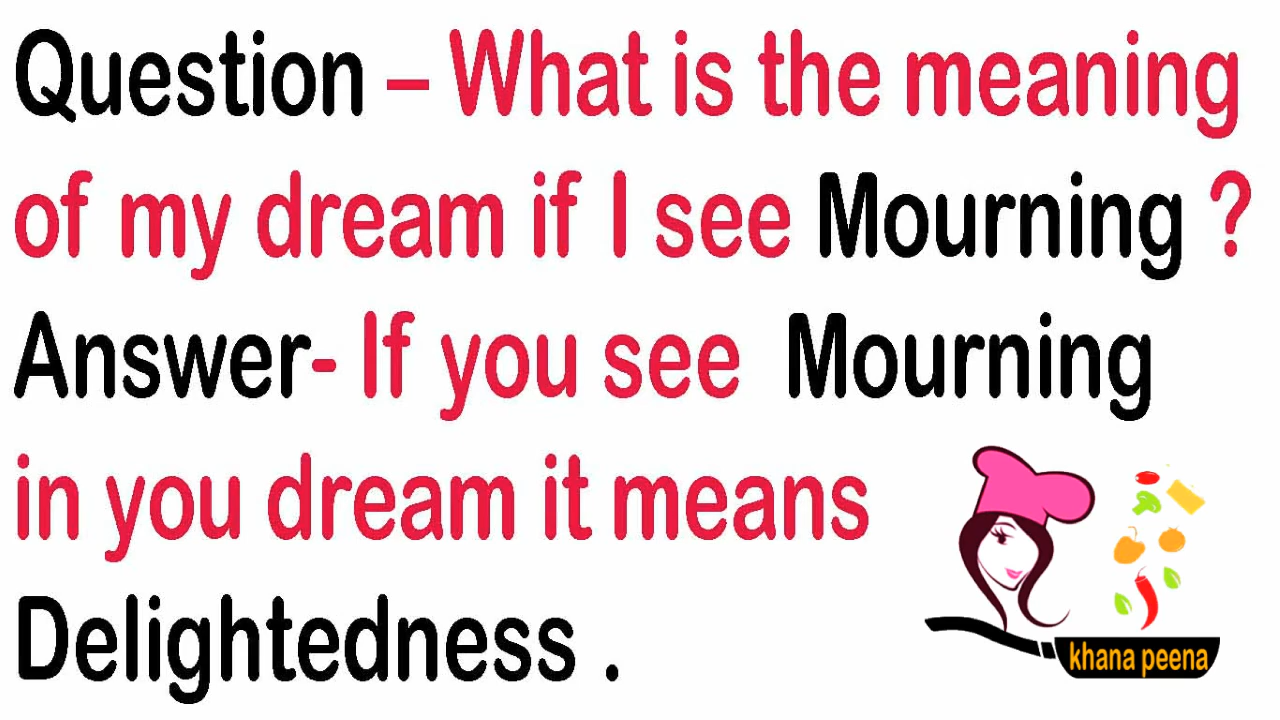 Question – What is the meaning
of my dream if I see Mourning ?
Answer- If you see Mourning
in you dream it means
Delightedness .
khana peena